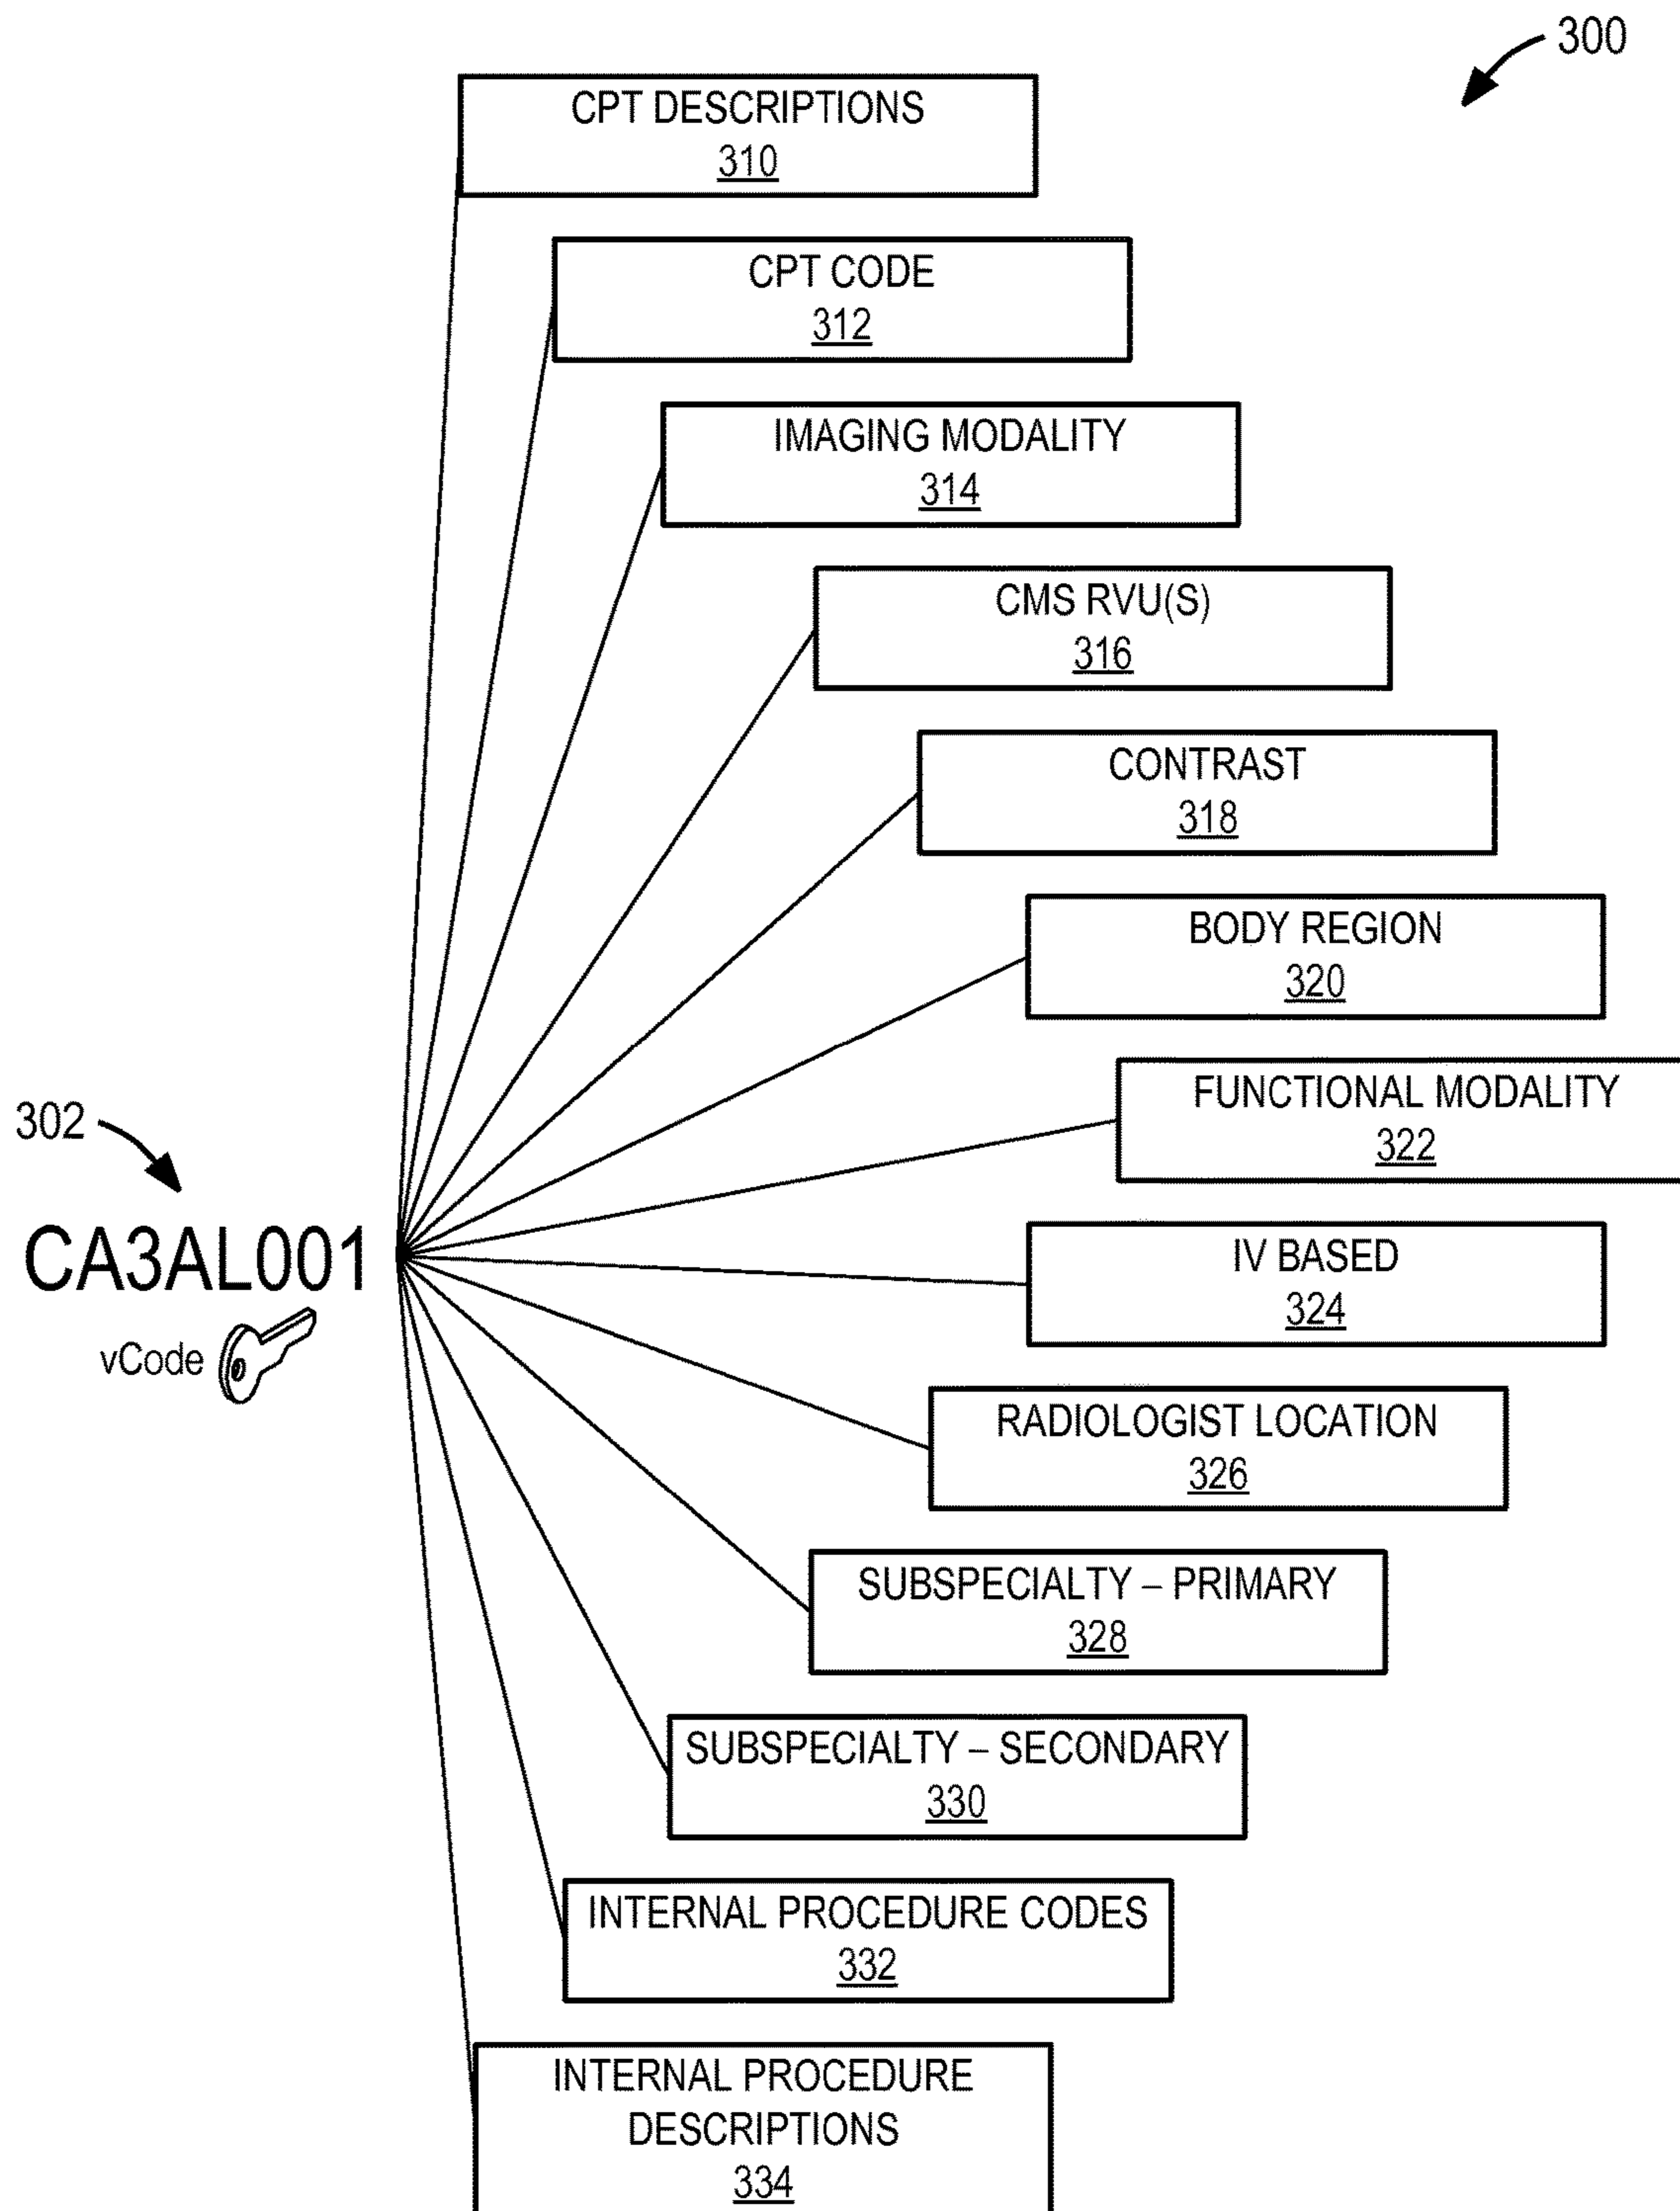 300
CPT DESCRIPTIONS
310
CPT CODE
312
IMAGING MODALITY
314
CMS RVU(S)
316
CONTRAST
318
BODY REGION
320
FUNCTIONAL MODALITY
322
302
CA3AL001
vCode
IV BASED
324
RADIOLOGIST LOCATION
326
SUBSPECIALTY – PRIMARY
328
SUBSPECIALTY – SECONDARY
330
INTERNAL PROCEDURE CODES
332
INTERNAL PROCEDURE
DESCRIPTIONS
334